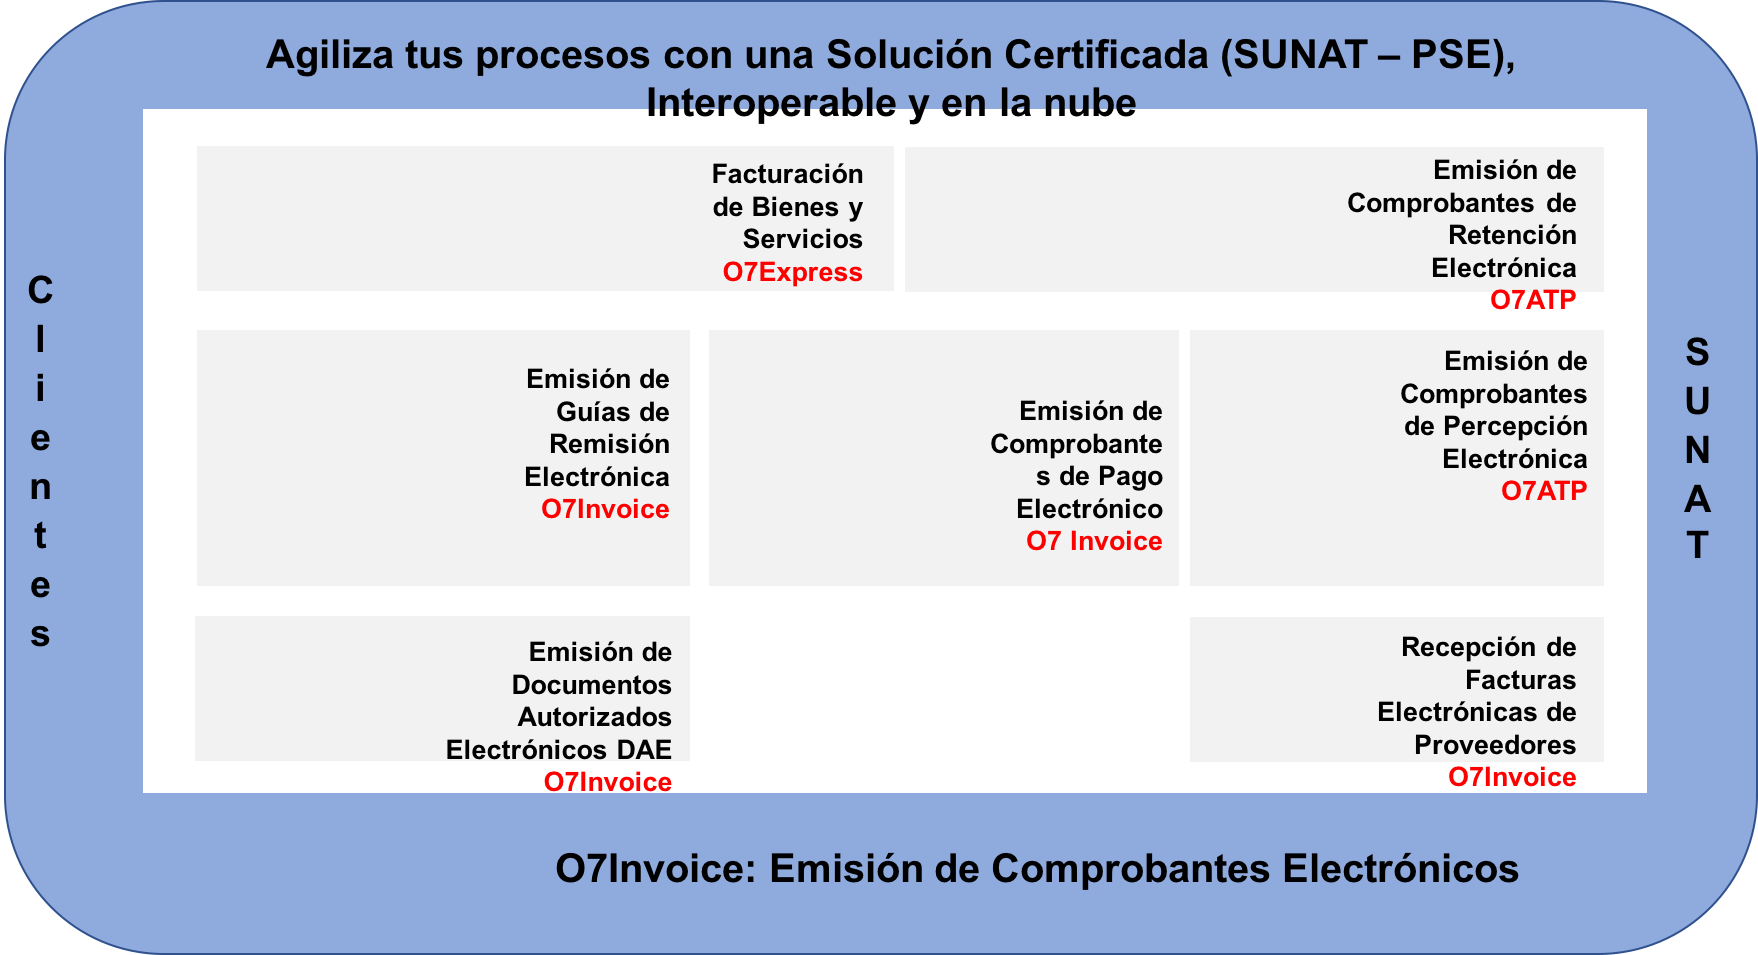 Agiliza tus procesos con una Solución Certificada (SUNAT – PSE),
Interoperable y en la nube
Clientes
Facturación
de Bienes y
Servicios
O7Express
Emisión de
Comprobantes de
Retención
Electrónica
O7ATP
Emisión de
Guías de
Remisión
Electrónica
O7Invoice
Emisión de
Comprobante
s de Pago
Electrónico
O7 Invoice
Emisión de
Comprobantes
de Percepción
Electrónica
O7ATP
SUNAT
Emisión de
Documentos
Autorizados
Electrónicos DAE
O7Invoice
Recepción de
Facturas
Electrónicas de
Proveedores
O7Invoice
O7Invoice: Emisión de Comprobantes Electrónicos